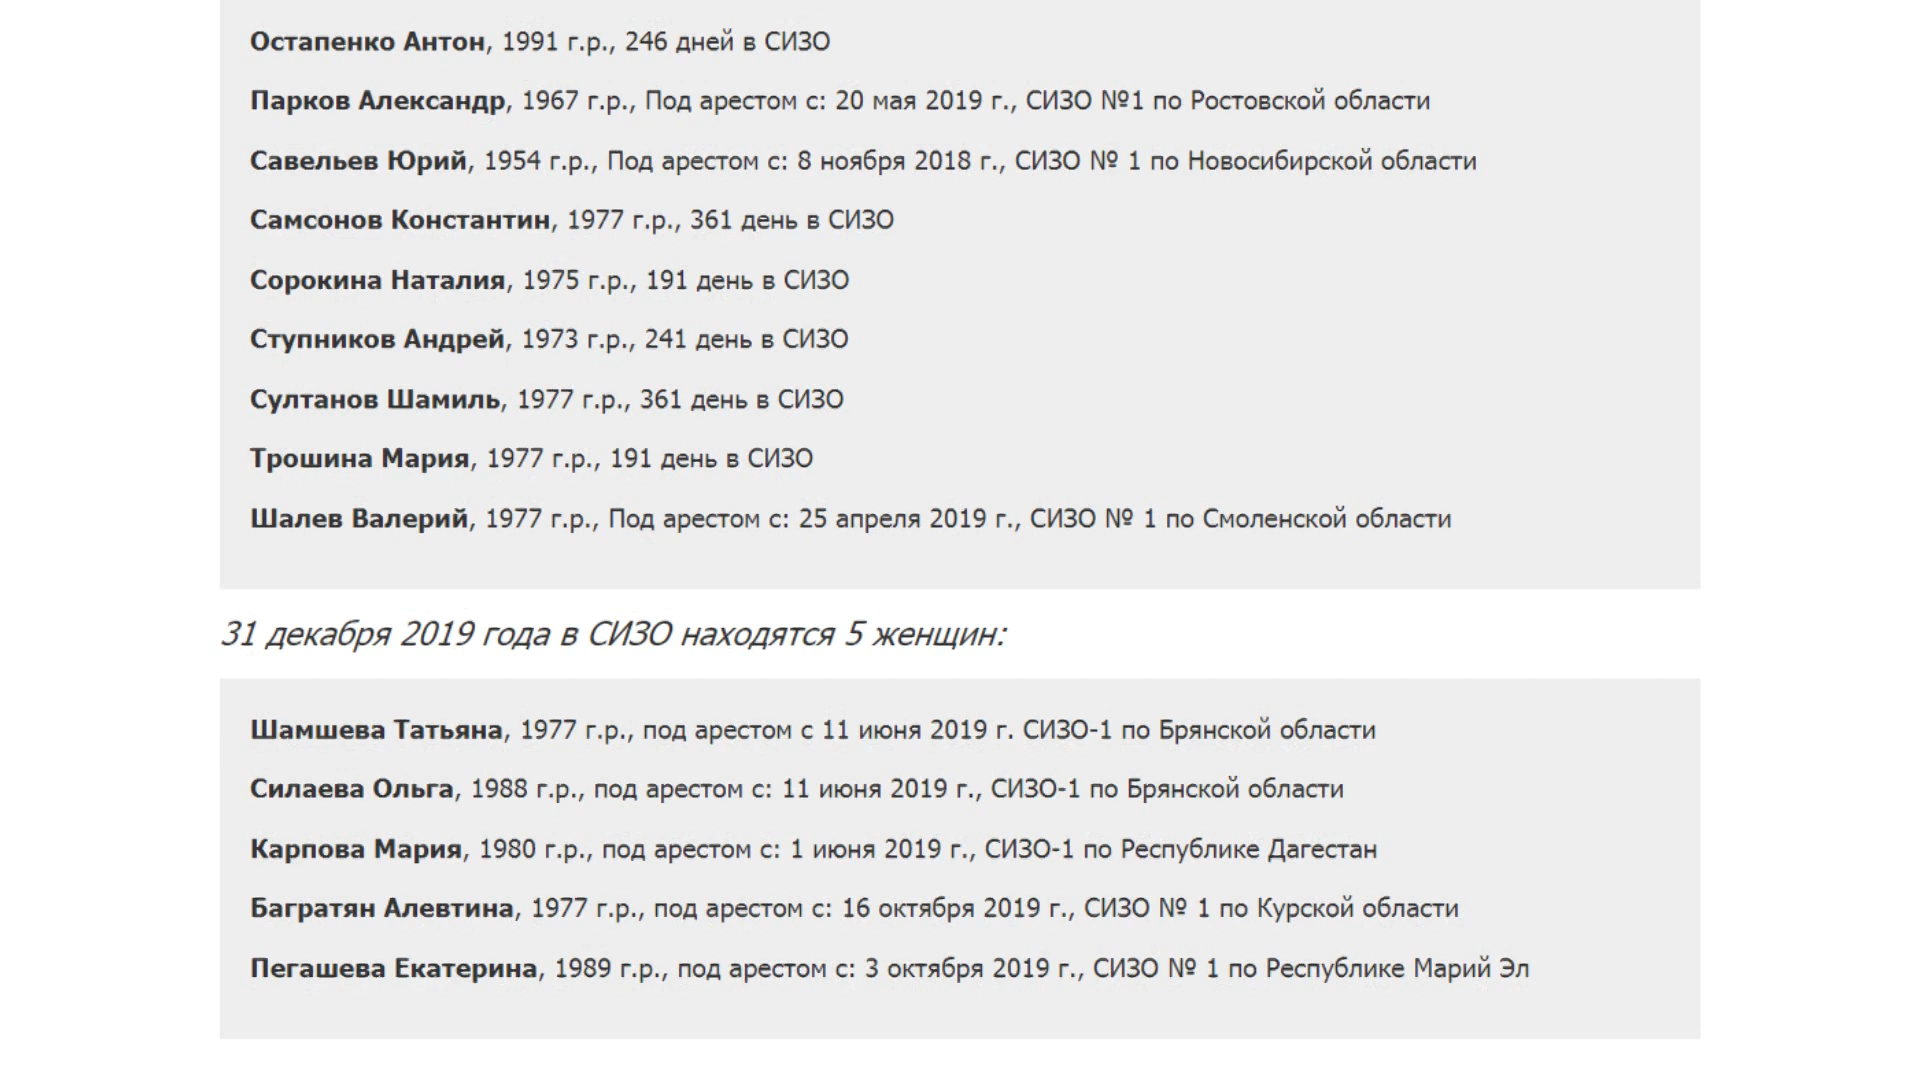 Остапенко Антон, 1991 г.р., 246 дней в СИЗО
Парков Александр, 1967 г.р., Под арестом с: 20 мая 2019 г., СИЗО №1 по Ростовской области
Савельев Юрий, 1954 г.р., Под арестом с: 8 ноября 2018 г., СИЗО № 1 по Новосибирской области
Самсонов Константин, 1977 г.р., 361 день в СИЗО
Сорокина Наталия, 1975 г.р., 191 день в СИЗО
Ступников Андрей, 1973 г.р., 241 день в СИЗО
Султанов Шамиль, 1977 г.р., 361 день в СИЗО
Трошина Мария, 1977 г.р., 191 день в СИЗО
Шалев Валерий, 1977 г.р., Под арестом с: 25 апреля 2019 г., СИЗО № 1 по Смоленской области
31 декабря 2019 года в СИЗО находятся 5 женщин:
Шамшева Татьяна, 1977 г.р., под арестом с 11 июня 2019 г. СИЗО-1 по Брянской области
Силаева Ольга, 1988 г.р., под арестом с: 11 июня 2019 г., СИЗО-1 по Брянской области
Карпова Мария, 1980 г.р., под арестом с: 1 июня 2019 г., СИЗО-1 по Республике Дагестан
Багратян Алевтина, 1977 г.р., под арестом с: 16 октября 2019 г., СИЗО № 1 по Курской области
Пегашева Екатерина, 1989 г.р., под арестом с: 3 октября 2019 г., СИЗО № 1 по Республике Марий Эл